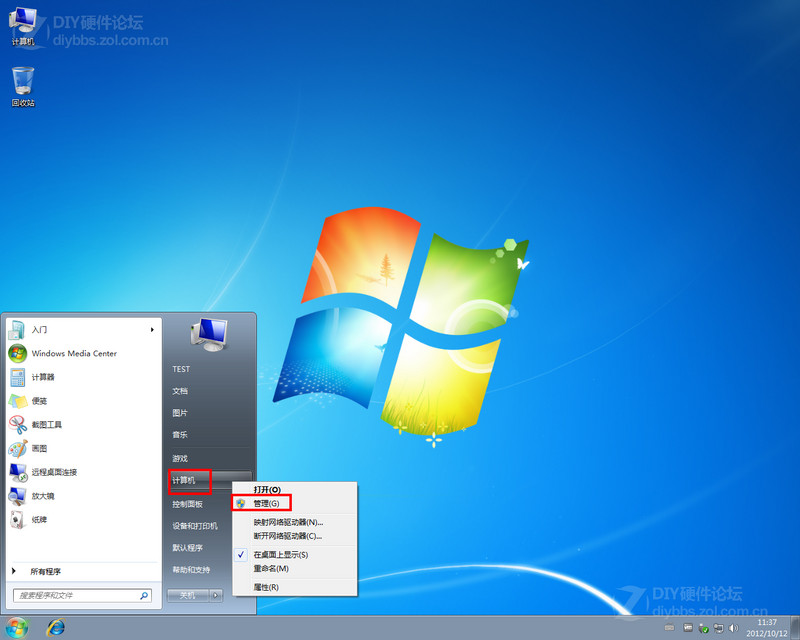 DIY硬件论坛
diybbs.zol.com.cn
计算机
回收站
入门
Windows Media Center
计算器
便笺
截图工具
画图
远程桌面连接
放大镜
纸牌
所有程序
搜索程序和文件
TEST
文档
图片
音乐
游戏
计算机
控制面板
设备和打印机
默认程序
帮助和支持
关机
打开(O)
管理(G)
映射网络驱动器(N)...
断开网络驱动器(C)...
在桌面上显示(S)
重命名(M)
属性(R)
DIY硬件论坛
diybbs.zol.com.cn
11:37
2012/10/12